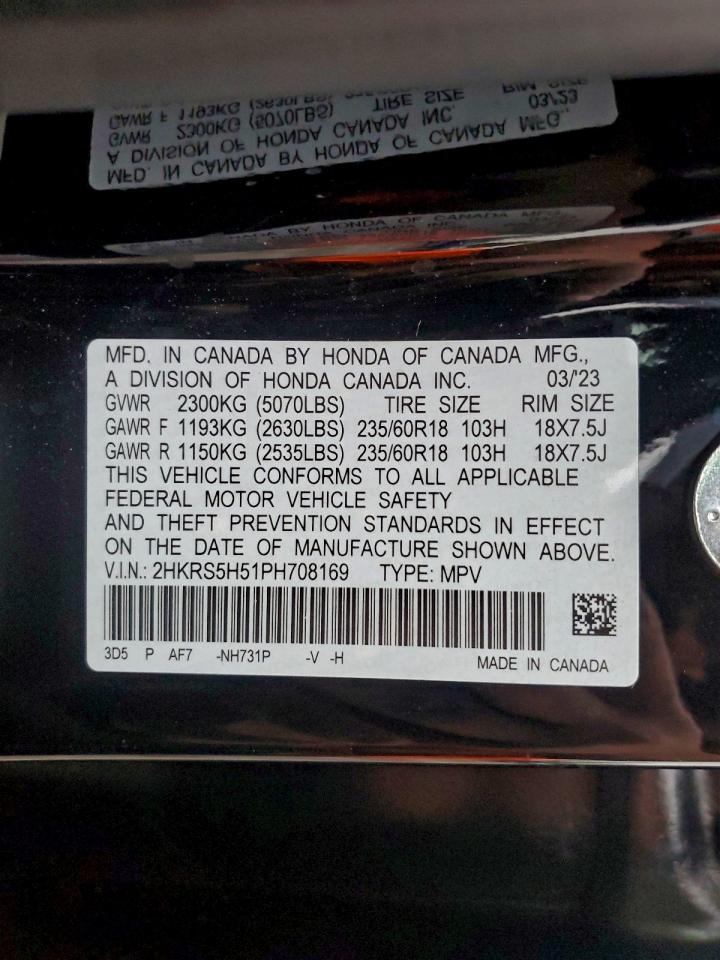 MFD. IN CANADA BY HONDA OF CANADA MFG.,
A DIVISION OF HONDA CANADA INC. 03/'23
GVWR 2300KG (5070LBS) TIRE SIZE RIM SIZE
GAWR F 1193KG (2630LBS) 235/60R18 103H 18X7.5J
GAWR R 1150KG (2535LBS) 235/60R18 103H 18X7.5J
THIS VEHICLE CONFORMS TO ALL APPLICABLE
FEDERAL MOTOR VEHICLE SAFETY
AND THEFT PREVENTION STANDARDS IN EFFECT
ON THE DATE OF MANUFACTURE SHOWN ABOVE.
V.I.N.: 2HKRS5H51PH708169 TYPE: MPV
3D5 P AF7 -NH731P -V -H MADE IN CANADA